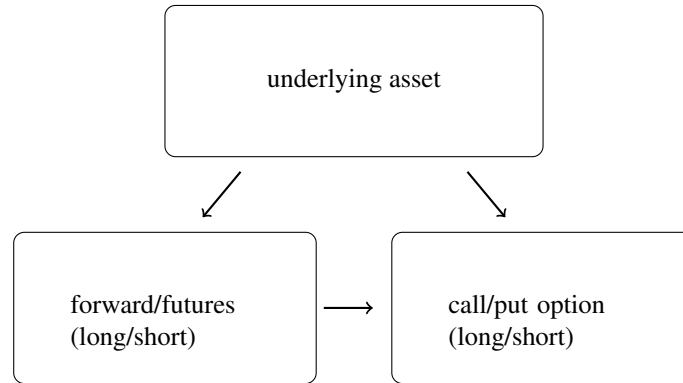 underlying asset
forward/futures
(long/short)
call/put option
(long/short)